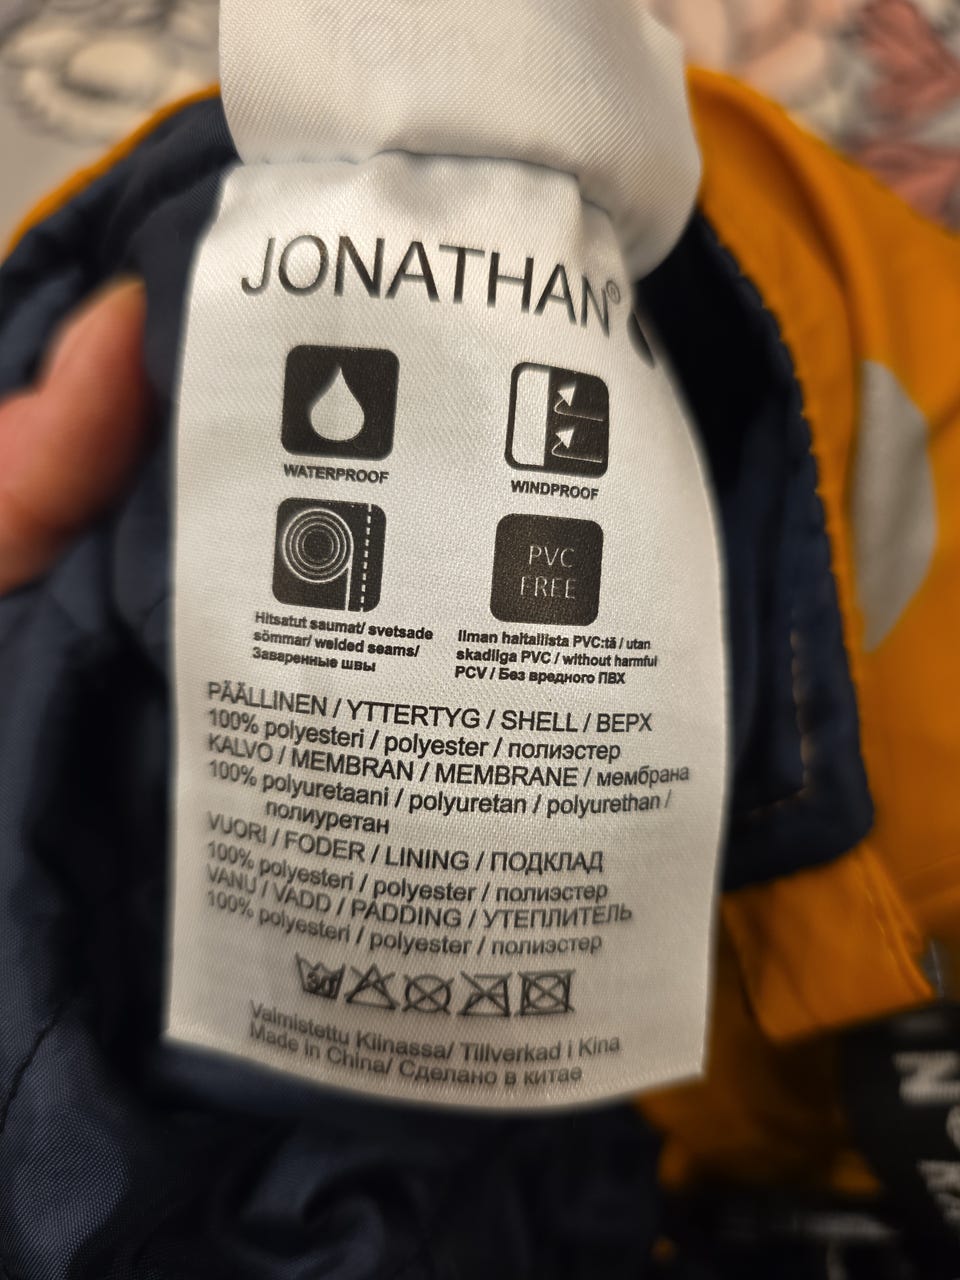 JONATHAN®
WATERPROOF
WINDPROOF
PVC
FREE
Hitsatut saumat/ svetsade
sömmar/ welded seams/
Заваренные швы
Ilman haitallista PVC:tä / utan
skadliga PVC / without harmful
PCV / Без вредного ПВХ
PÄÄLLINEN / YTTERTYG / SHELL / ВЕРХ
100% polyesteri / polyester / полиэстер
KALVO / MEMBRAN / MEMBRANE / мембрана
100% polyuretaani / polyuretan / polyurethan /
полиуретан
VUORI / FODER / LINING / ПОДКЛАД
100% polyesteri / polyester / полиэстер
VANU / VADD / PADDING / УТЕПЛИТЕЛЬ
100% polyesteri / polyester / полиэстер
30°
Valmistettu Kiinassa/ Tillverkad i Kina
Made in China/ Сделано в китае